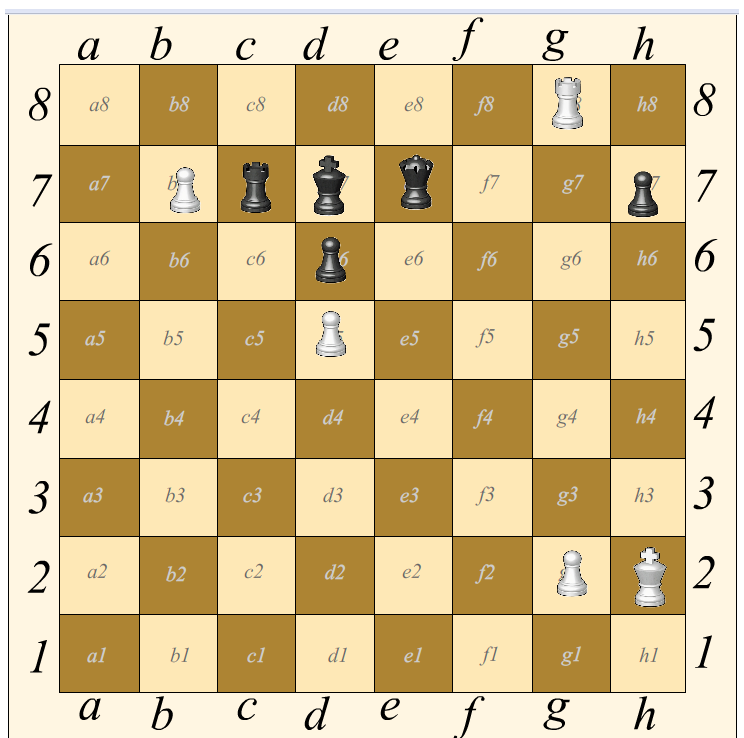 a b c d e f g h
8 a8 b8 c8 d8 e8 f8 h8 8
7 a7 b f7 g7 7 7
6 a6 b6 c6 6 e6 f6 g6 h6 6
5 a5 b5 c5 e5 f5 g5 h5 5
4 a4 b4 c4 d4 e4 f4 g4 h4 4
3 a3 b3 c3 d3 e3 f3 g3 h3 3
2 a2 b2 c2 d2 e2 f2 2
1 a1 b1 c1 d1 e1 f1 g1 h1 1
a b c d e f g h